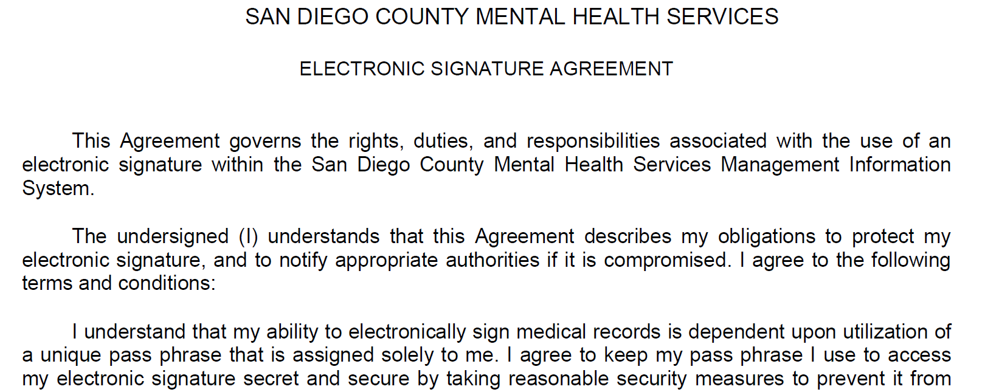 SAN DIEGO COUNTY MENTAL HEALTH SERVICES
ELECTRONIC SIGNATURE AGREEMENT
This Agreement governs the rights, duties, and responsibilities associated with the use of an
electronic signature within the San Diego County Mental Health Services Management Information
System.
The undersigned (I) understands that this Agreement describes my obligations to protect my
electronic signature, and to notify appropriate authorities if it is compromised. I agree to the following
terms and conditions:
I understand that my ability to electronically sign medical records is dependent upon utilization of
a unique pass phrase that is assigned solely to me. I agree to keep my pass phrase I use to access
my electronic signature secret and secure by taking reasonable security measures to prevent it from